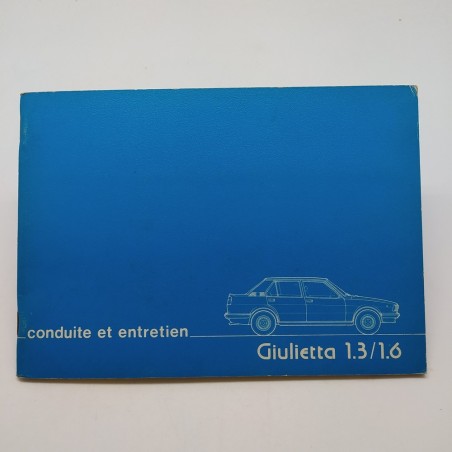 conduite et entretien
Giulietta 1.3/1.6